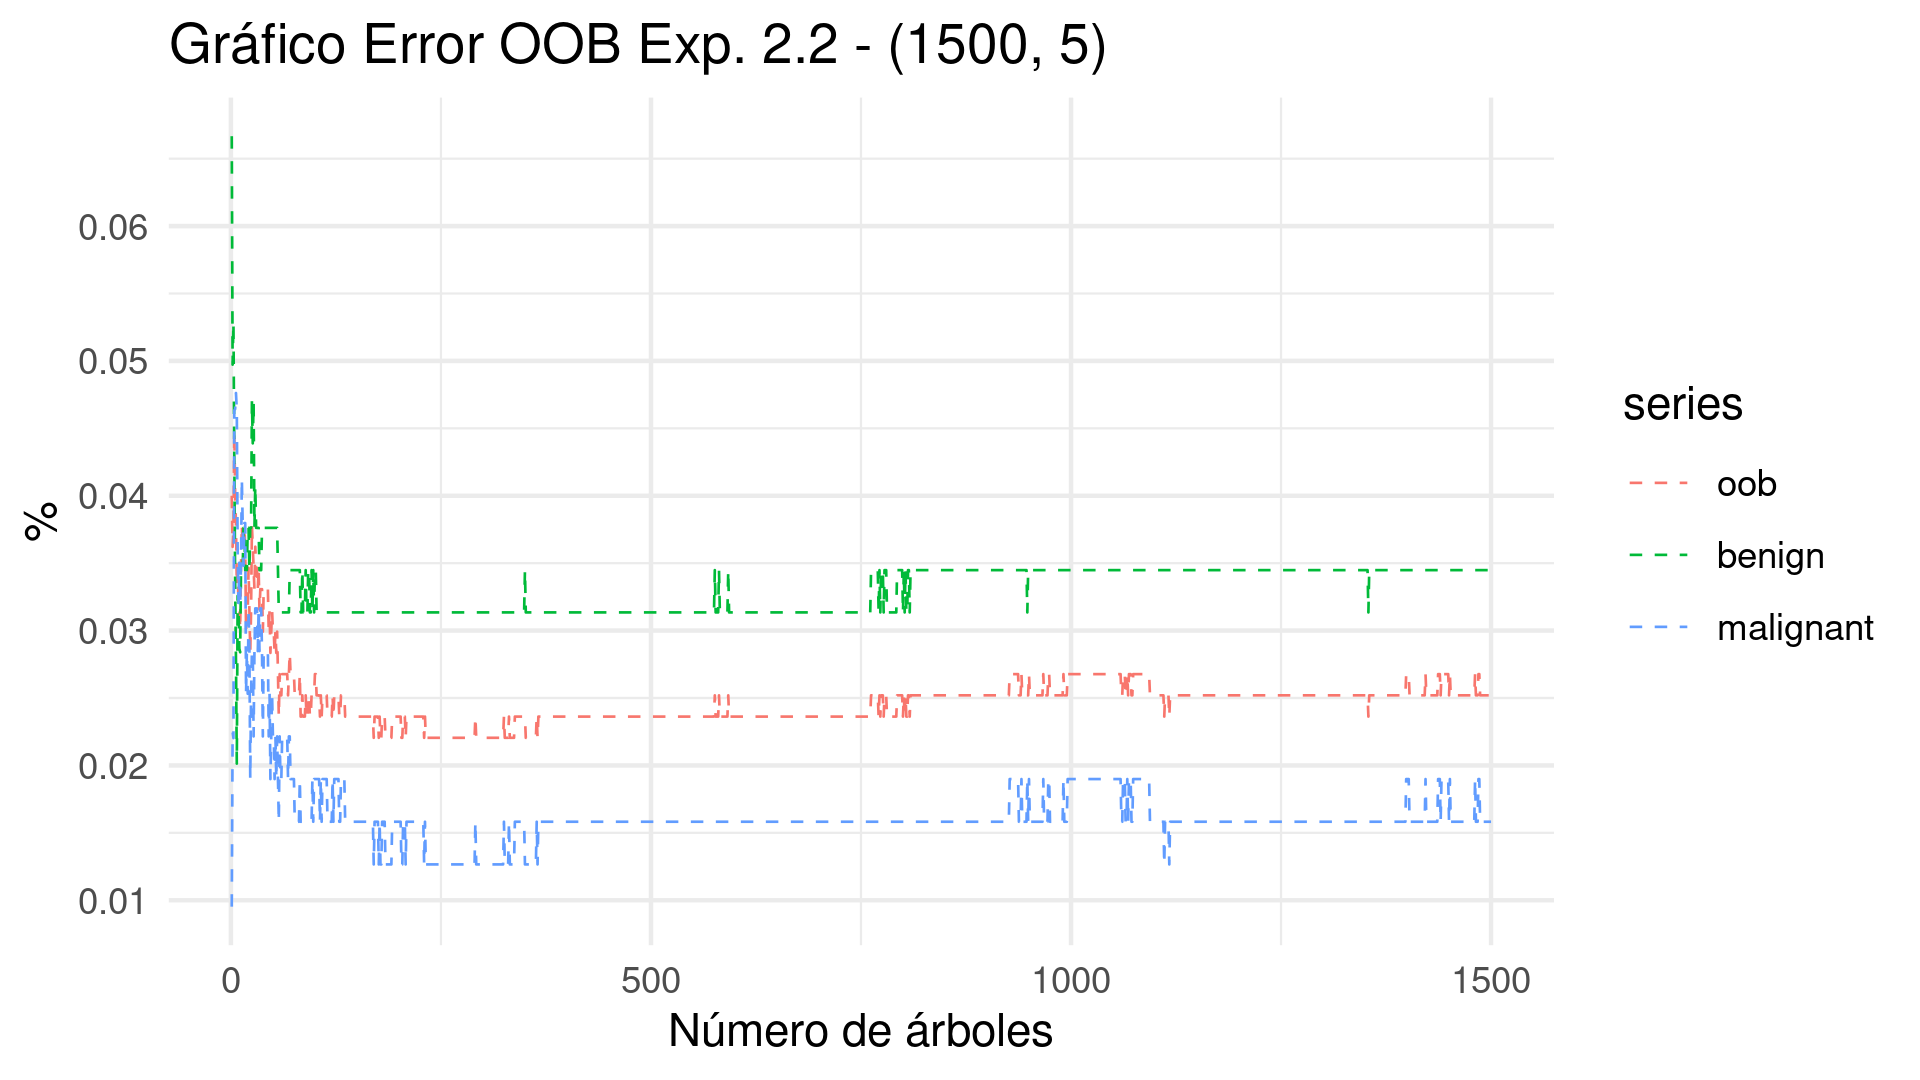 Gráfico Error OOB Exp. 2.2 - (1500, 5)
%
0.06
0.05
0.04
0.03
0.02
0.01
0 500 1000 1500
Número de árboles
series
oob
benign
malignant